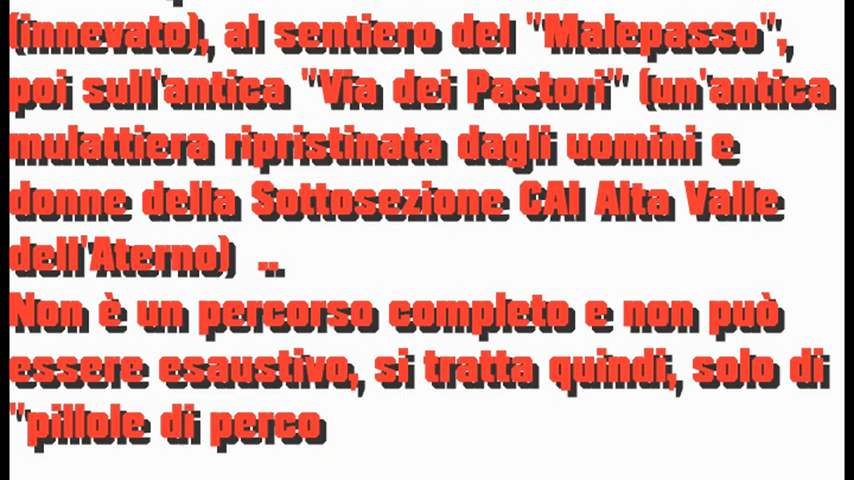 (innevato), al sentiero del "Malepasso",
poi sull'antica "Via dei Pastori" (un'antica
mulattiera ripristinata dagli uomini e
donne della Sottosezione CAI Alta Valle
dell'Aterno) ...
Non è un percorso completo e non può
essere esaustivo, si tratta quindi, solo di
"pillole di perco